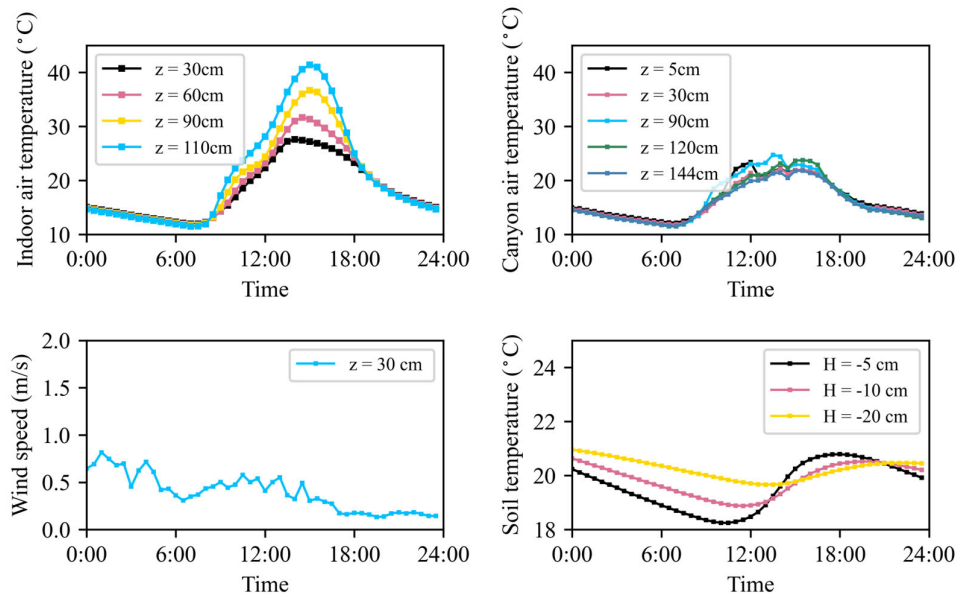 Indoor air temperature (°C)
40
30
20
10
z = 30cm
z = 60cm
z = 90cm
z = 110cm
0:00 6:00 12:00 18:00 24:00
Time
Canyon air temperature (°C)
40
30
20
10
z = 5cm
z = 30cm
z = 90cm
z = 120cm
z = 144cm
0:00 6:00 12:00 18:00 24:00
Time
Wind speed (m/s)
2.0
1.5
1.0
0.5
0.0
z = 30 cm
0:00 6:00 12:00 18:00 24:00
Time
Soil temperature (°C)
24
22
20
18
H = -5 cm
H = -10 cm
H = -20 cm
0:00 6:00 12:00 18:00 24:00
Time